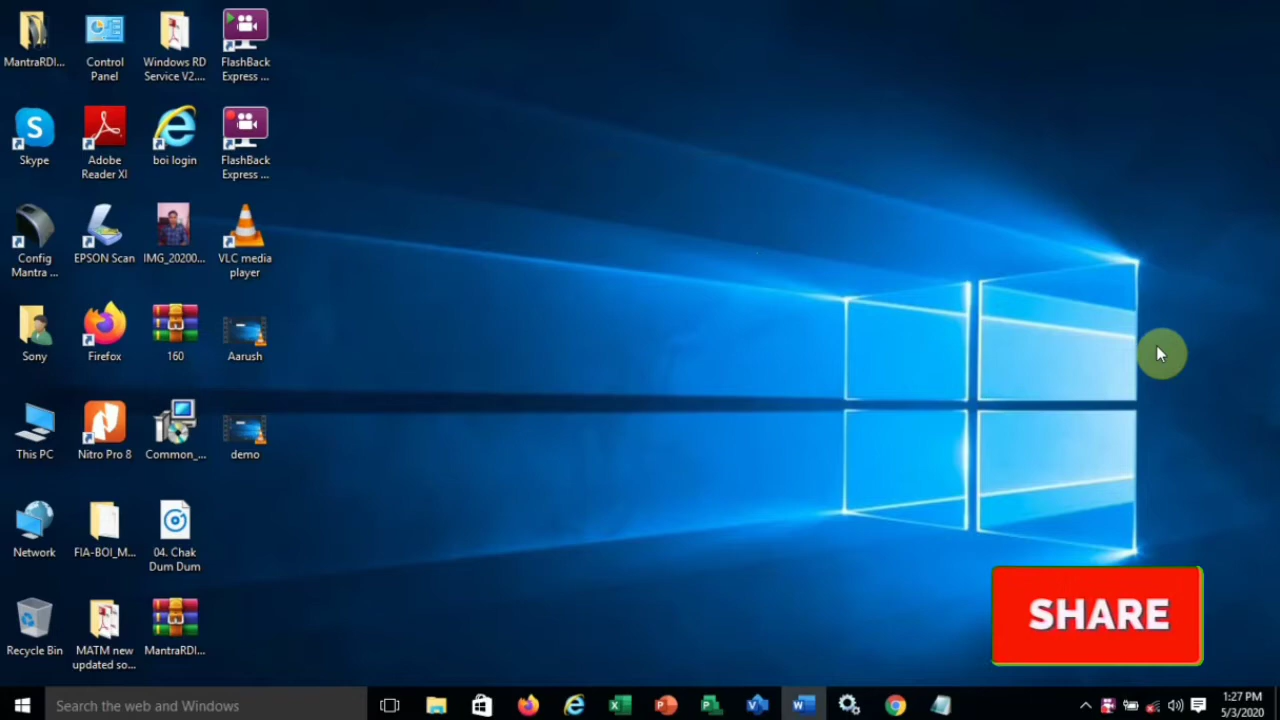 MantraRDI...
Control
Panel
Windows RD
Service V2....
FlashBack
Express ...
Skype
Adobe
Reader XI
boi login
FlashBack
Express ...
Config
Mantra ...
EPSON Scan
IMG_20200...
VLC media
player
Sony
Firefox
160
Aarush
This PC
Nitro Pro 8
Common_...
demo
Network
FIA-BOI_M...
04. Chak
Dum Dum
Recycle Bin
MATM new
updated so...
MantraRDI...
SHARE
Search the web and Windows
1:27 PM
5/3/2020